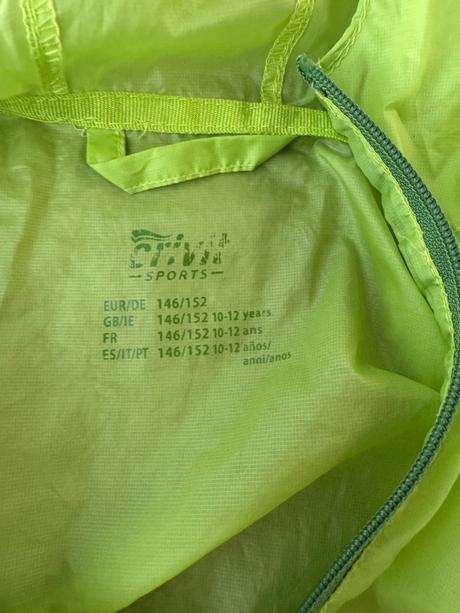 crivit
SPORTS
EUR/DE 146/152
GB/IE 146/152 10-12 years
FR 146/152 10-12 ans
ES/IT/PT 146/152 10-12 años/
anni/anos